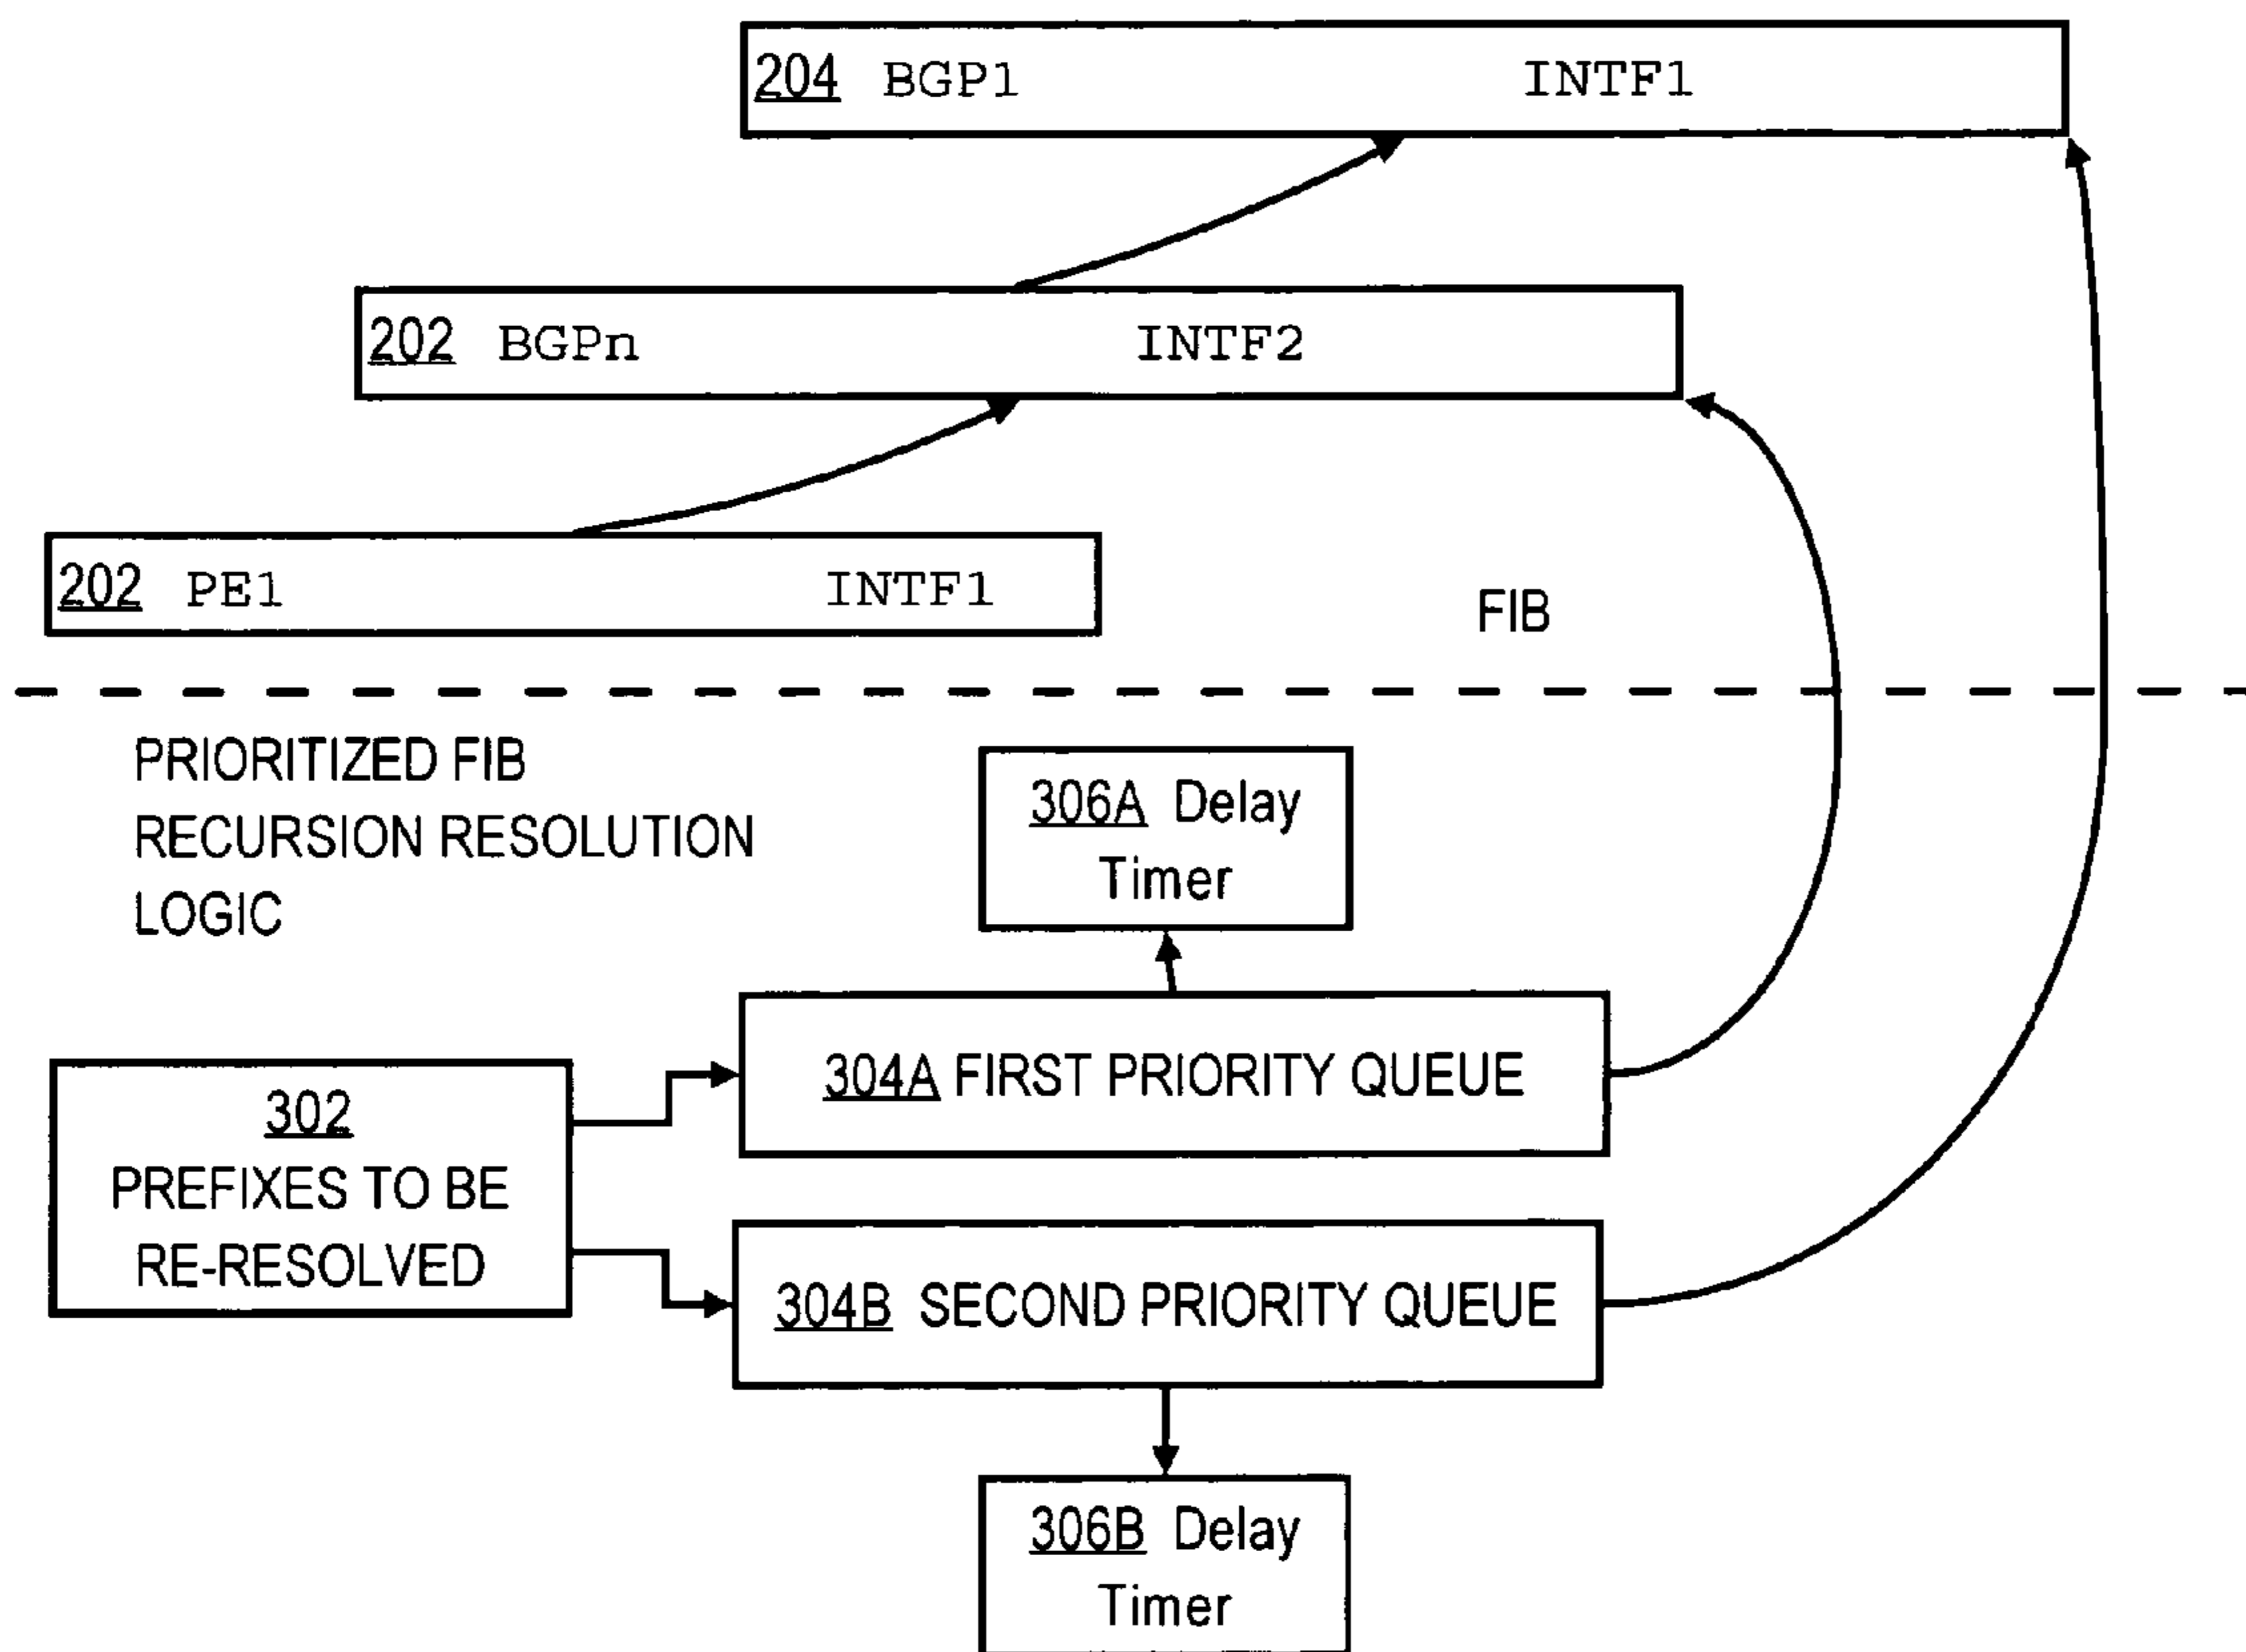 204 BGP1 INTF1
202 BGPn INTF2
202 PE1 INTF1
FIB
PRIORITIZED FIB
RECURSION RESOLUTION
LOGIC
306A Delay
Timer
304A FIRST PRIORITY QUEUE
302
PREFIXES TO BE
RE-RESOLVED
304B SECOND PRIORITY QUEUE
306B Delay
Timer